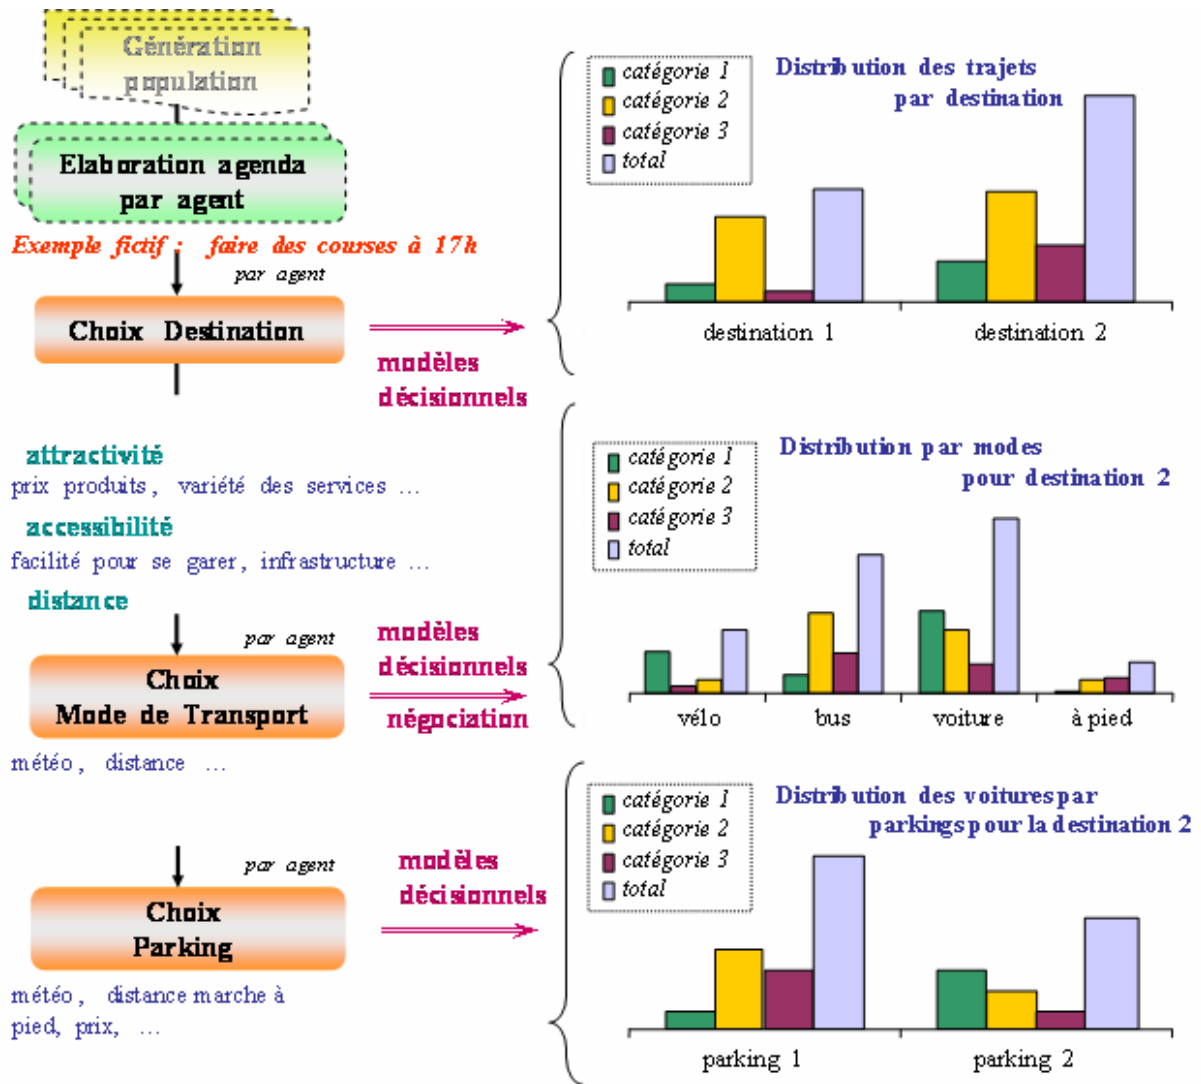 Génération
population
Elaboration agenda
par agent
Exemple fictif : faire des courses à 17h
par agent
Choix Destination
modèles
décisionnels
catégorie 1
catégorie 2
catégorie 3
total
Distribution des trajets
par destination
destination 1
destination 2
attractivité
prix produits, variété des services ...
accessibilité
facilité pour se garer, infrastructure ...
distance
par agent
Choix
Mode de Transport
météo, distance ...
modèles
décisionnels
négociation
catégorie 1
catégorie 2
catégorie 3
total
Distribution par modes
pour destination 2
vélo
bus
voiture
à pied
par agent
Choix
Parking
météo, distance marche à
pied, prix, ...
modèles
décisionnels
catégorie 1
catégorie 2
catégorie 3
total
Distribution des voitures par
parkings pour la destination 2
parking 1
parking 2